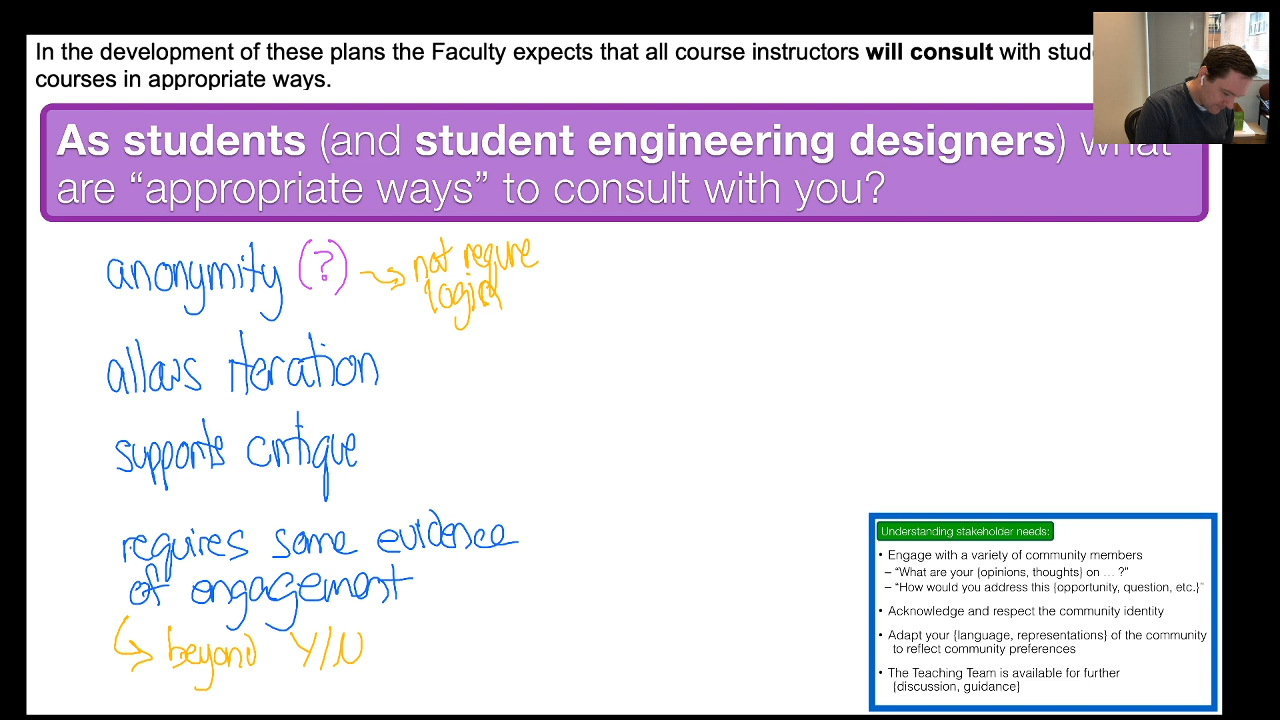 In the development of these plans the Faculty expects that all course instructors will consult with
courses in appropriate ways.
As students (and student engineering designers) what
are “appropriate ways” to consult with you?
anonymity (?) → not require
login
allows iteration
supports critique
requires some evidence
of engagement
↳ beyond Y/N
Understanding stakeholder needs:
• Engage with a variety of community members
– “What are your {opinions, thoughts} on … ?”
– “How would you address this {opportunity, question, etc.}”
• Acknowledge and respect the community identity
• Adapt your {language, representations} of the community
to reflect community preferences
• The Teaching Team is available for further
{discussion, guidance}